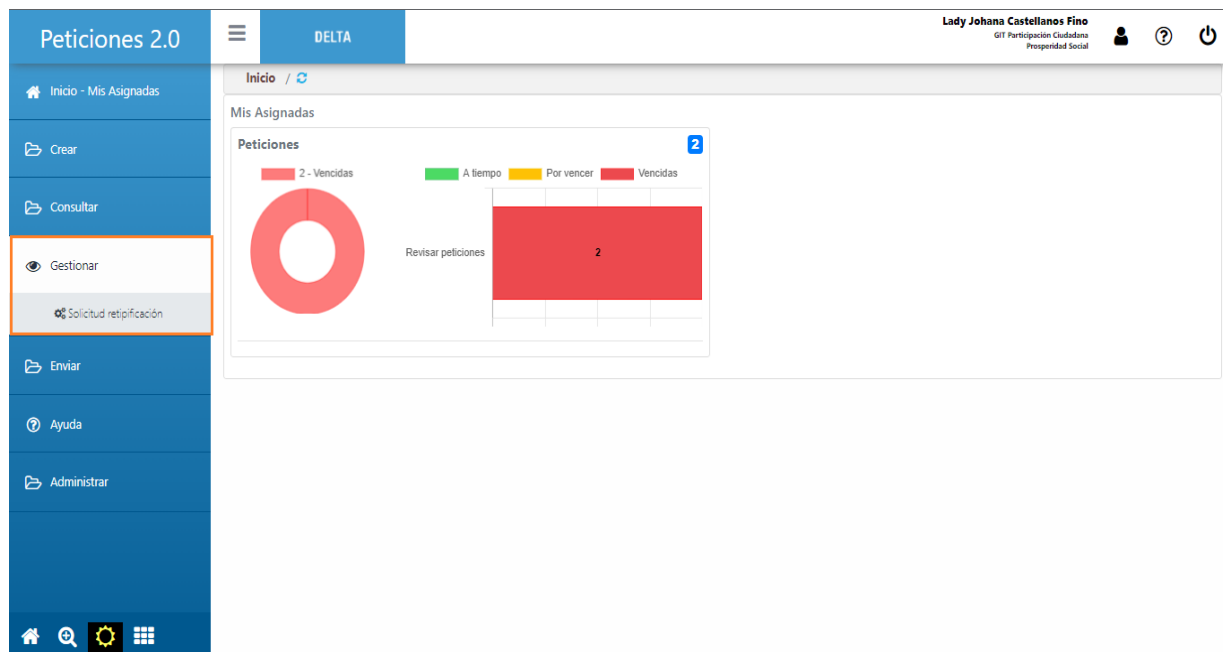 Peticiones 2.0
DELTA
Lady Johana Castellanos Fino
GIT Participación Ciudadana
Prosperidad Social
Inicio - Mis Asignadas
Crear
Consultar
Gestionar
Solicitud retipificación
Enviar
Ayuda
Administrar
Inicio /
Mis Asignadas
Peticiones 2
2 - Vencidas
A tiempo Por vencer Vencidas
Revisar peticiones 2